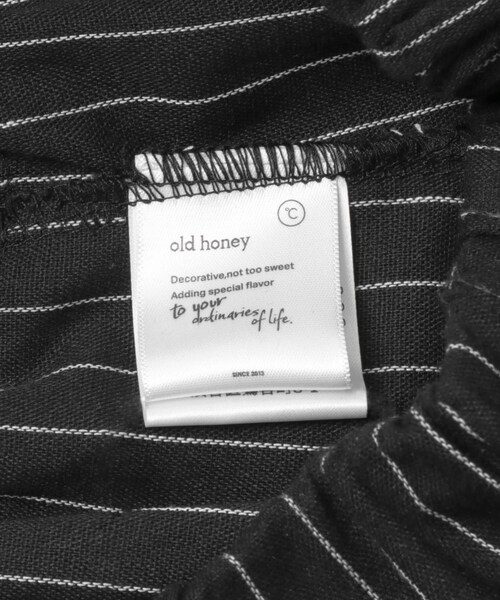 ℃
old honey
Decorative,not too sweet
Adding special flavor
to your
ordinaries
of life.
SINCE 2013